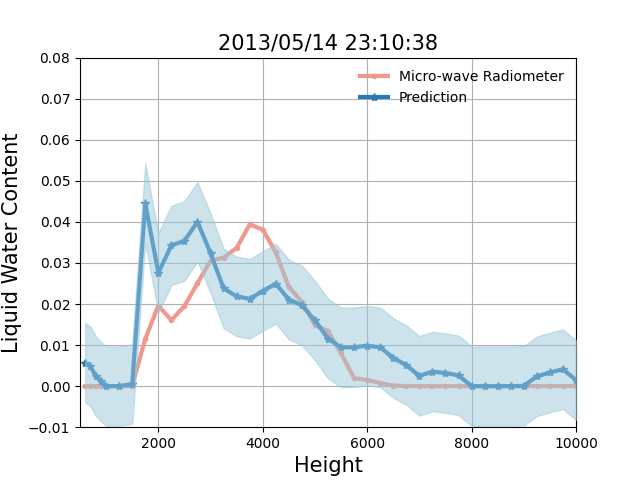 2013/05/14 23:10:38
Micro-wave Radiometer
Prediction
0.08
0.07
0.06
0.05
0.04
0.03
0.02
0.01
0.00
−0.01
Liquid Water Content
2000 4000 6000 8000 10000
Height